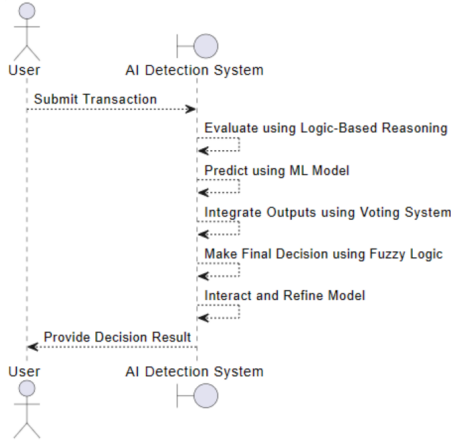 User
AI Detection System
Submit Transaction
Evaluate using Logic-Based Reasoning
Predict using ML Model
Integrate Outputs using Voting System
Make Final Decision using Fuzzy Logic
Interact and Refine Model
Provide Decision Result
User
AI Detection System